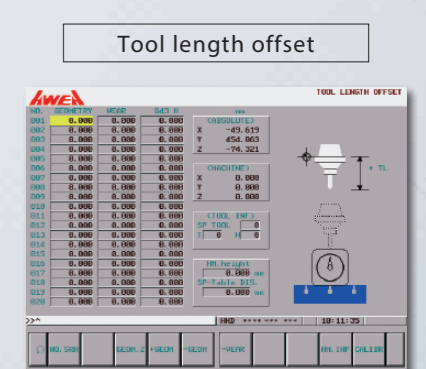 Tool length offset
AWEA
TOOL LENGTH OFFSET
NO. GEOMETRY WEAR G43 H mm
001 0.000 0.000 0.000 (ABSOLUTE)
002 0.000 0.000 0.000 X -49.619
003 0.000 0.000 0.000 Y 454.063
004 0.000 0.000 0.000 Z -74.321
005 0.000 0.000 0.000
006 0.000 0.000 0.000 (MACHINE)
007 0.000 0.000 0.000 X 0.000
008 0.000 0.000 0.000 Y 0.000
009 0.000 0.000 0.000 Z 0.000
010 0.000 0.000 0.000
011 0.000 0.000 0.000 (TOOL INF)
012 0.000 0.000 0.000 SP TOOL 0
013 0.000 0.000 0.000 T 0 H 0
014 0.000 0.000 0.000
015 0.000 0.000 0.000
016 0.000 0.000 0.000 HM.height
017 0.000 0.000 0.000 0.000 mm
018 0.000 0.000 0.000 SP-Table DIS.
019 0.000 0.000 0.000 0.000 mm
020 0.000 0.000 0.000
+ TL
>>^
HND **** *** *** 18:11:35
NO.SRH GEOM.Z +GEOM -GEOM -WEAR HM.INP CALIBR